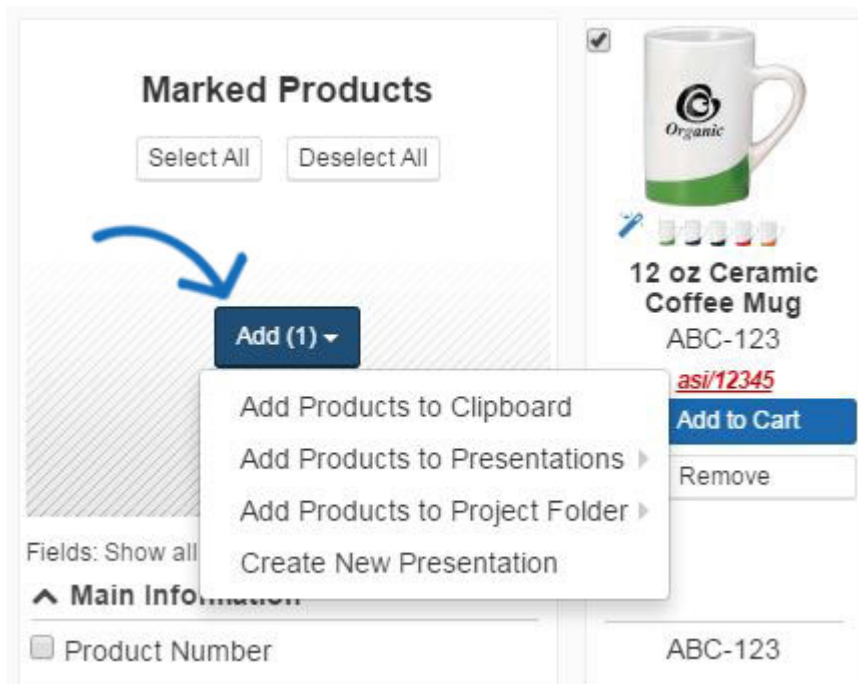 Marked Products
Select All
Deselect All
Add (1)
Add Products to Clipboard
Add Products to Presentations
Add Products to Project Folder
Create New Presentation
Fields: Show all
Main Information
Product Number
Organic
12 oz Ceramic
Coffee Mug
ABC-123
asi/12345
Add to Cart
Remove
ABC-123